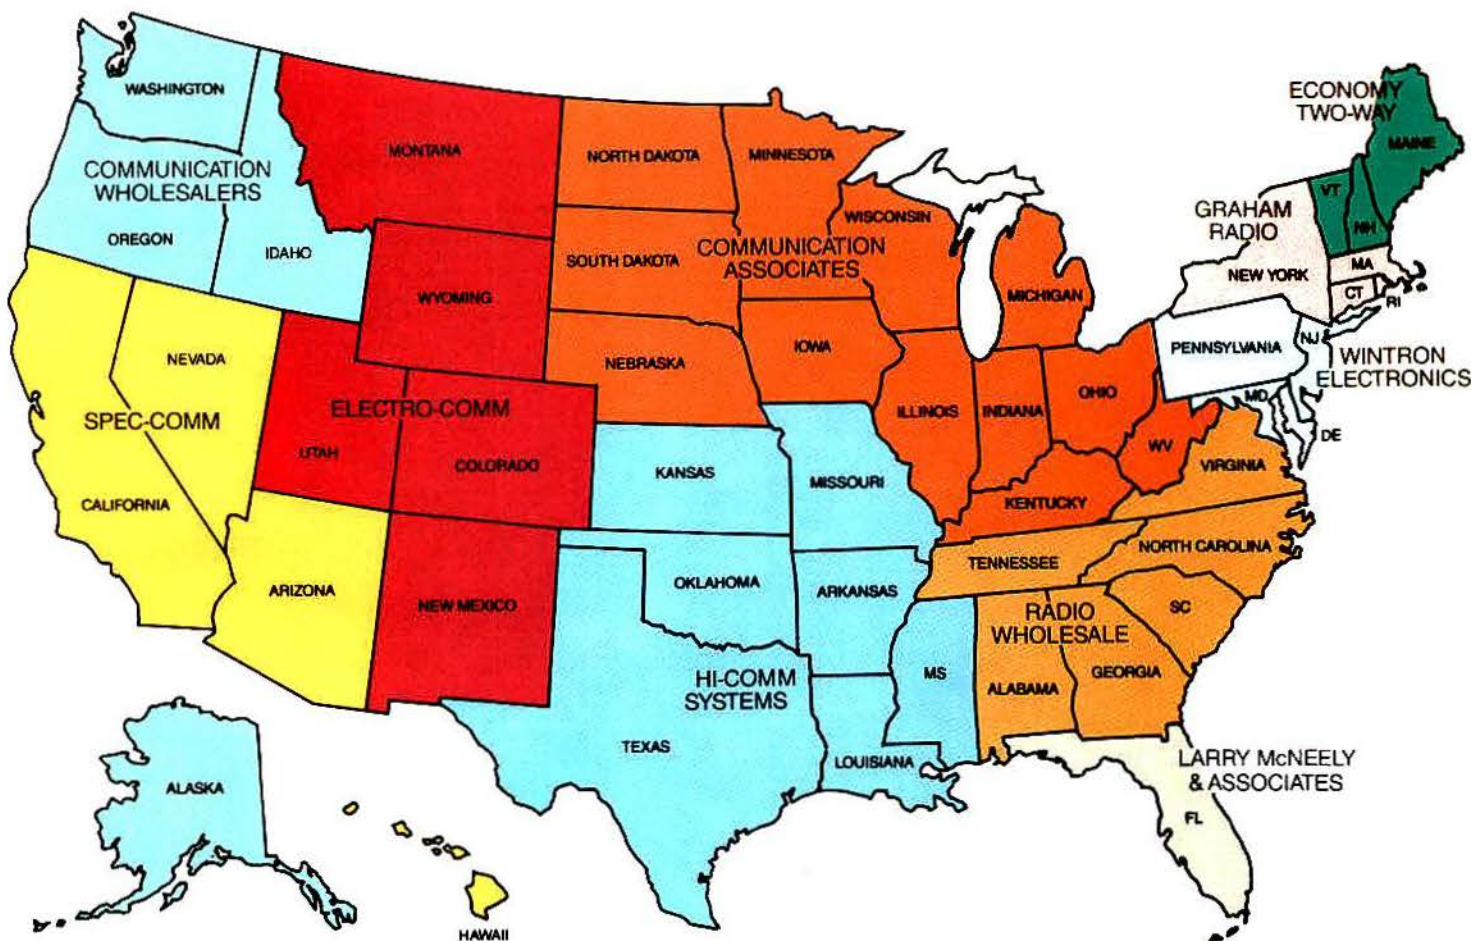 WASHINGTON
COMMUNICATION
WHOLESALERS
OREGON
IDAHO
MONTANA
WYOMING
NORTH DAKOTA
SOUTH DAKOTA
NEBRASKA
MINNESOTA
WISCONSIN
COMMUNICATION
ASSOCIATES
IOWA
MICHIGAN
ILLINOIS
INDIANA
OHIO
WV
KENTUCKY
ECONOMY
TWO-WAY
MAINE
VT
NH
GRAHAM
RADIO
NEW YORK
MA
CT
RI
PENNSYLVANIA
NJ
WINTRON
ELECTRONICS
MD
DE
NEVADA
SPEC-COMM
CALIFORNIA
ARIZONA
UTAH
ELECTRO-COMM
COLORADO
NEW MEXICO
KANSAS
MISSOURI
OKLAHOMA
ARKANSAS
HI-COMM
SYSTEMS
TEXAS
LOUISIANA
MS
VIRGINIA
TENNESSEE
NORTH CAROLINA
SC
RADIO
WHOLESALE
ALABAMA
GEORGIA
LARRY McNEELY
& ASSOCIATES
FL
ALASKA
HAWAII